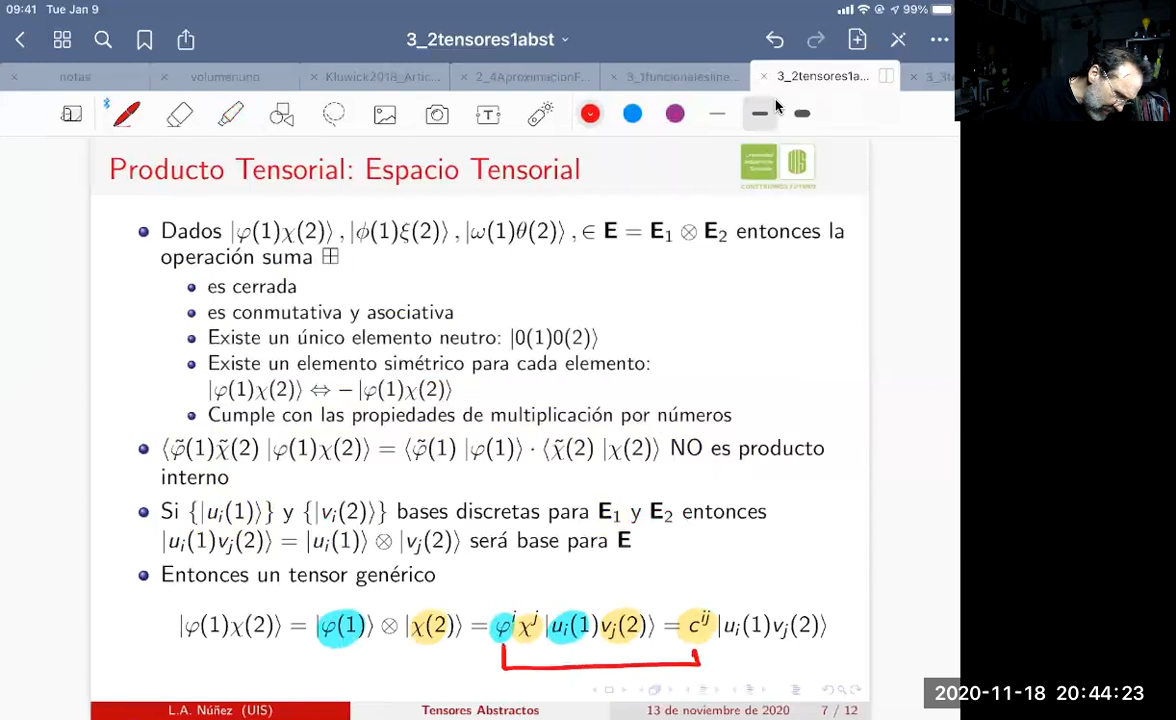 09:41 Tue Jan 9
99%
3_2tensores1abst
notas
volumenuno
Kluwick2018_Artic...
2_4AproximacionF...
3_1funcionalesline...
3_2tensores1a...
Producto Tensorial: Espacio Tensorial
Dados |φ(1)χ(2)⟩, |ϕ(1)ξ(2)⟩, |ω(1)θ(2)⟩, ∈ E = E₁ ⊗ E₂ entonces la
operación suma ⊞
es cerrada
es conmutativa y asociativa
Existe un único elemento neutro: |0(1)0(2)⟩
Existe un elemento simétrico para cada elemento:
|φ(1)χ(2)⟩ ⇔ − |φ(1)χ(2)⟩
Cumple con las propiedades de multiplicación por números
⟨φ̃(1)χ̃(2) |φ(1)χ(2)⟩ = ⟨φ̃(1) |φ(1)⟩ · ⟨χ̃(2) |χ(2)⟩ NO es producto
interno
Si {|uᵢ(1)⟩} y {|vᵢ(2)⟩} bases discretas para E₁ y E₂ entonces
|uᵢ(1)vⱼ(2)⟩ = |uᵢ(1)⟩ ⊗ |vⱼ(2)⟩ será base para E
Entonces un tensor genérico
|φ(1)χ(2)⟩ = |φ(1)⟩ ⊗ |χ(2)⟩ = φⁱχʲ|uᵢ(1)vⱼ(2)⟩ = cⁱʲ |uᵢ(1)vⱼ(2)⟩
L.A. Núñez (UIS) Tensores Abstractos 13 de noviembre de 2020 7 / 12
2020-11-18 20:44:23